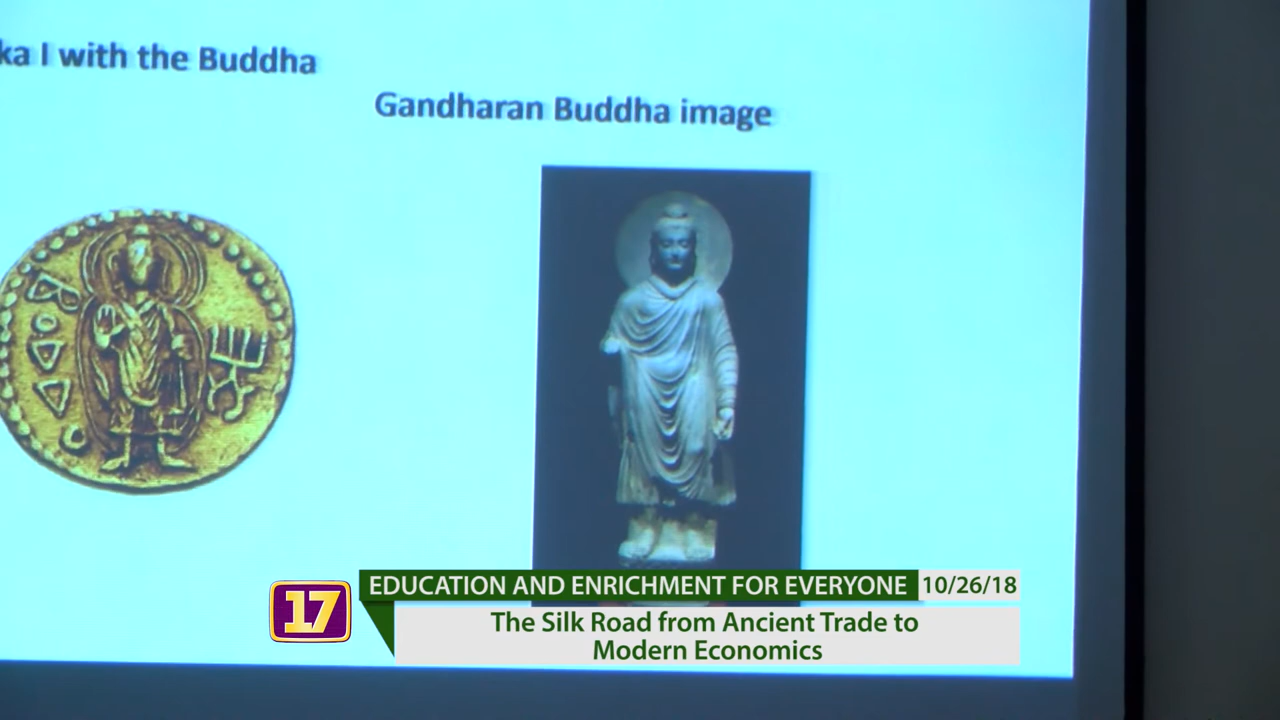 ka I with the Buddha
Gandharan Buddha image
ΒΟΔΔΟ
17
EDUCATION AND ENRICHMENT FOR EVERYONE
10/26/18
The Silk Road from Ancient Trade to
Modern Economics